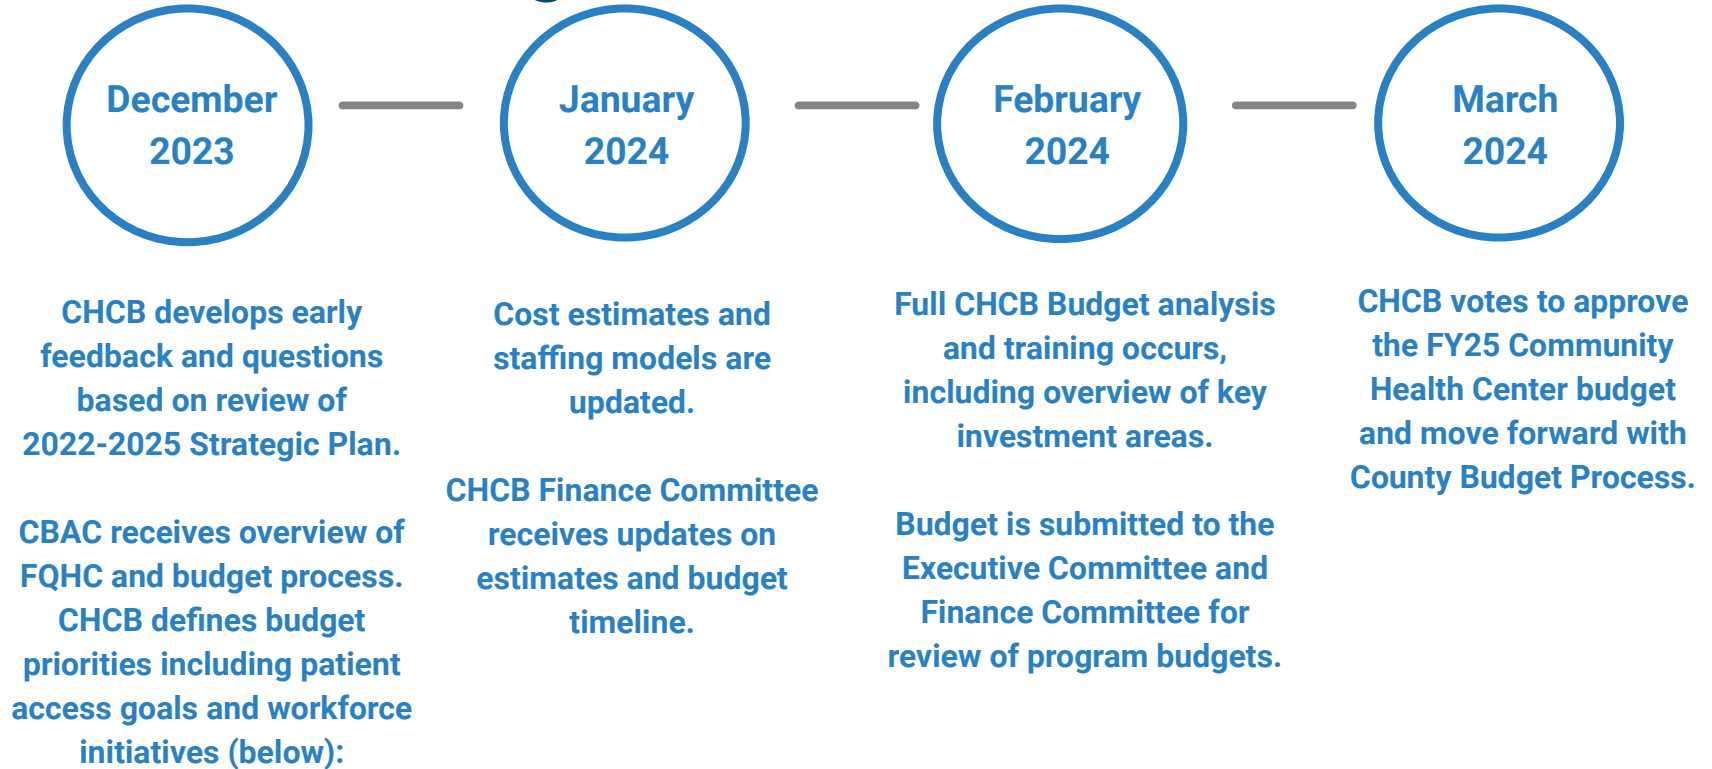 December
2023
January
2024
February
2024
March
2024
CHCB develops early
feedback and questions
based on review of
2022-2025 Strategic Plan.
CBAC receives overview of
FQHC and budget process.
CHCB defines budget
priorities including patient
access goals and workforce
initiatives (below):
Cost estimates and
staffing models are
updated.
CHCB Finance Committee
receives updates on
estimates and budget
timeline.
Full CHCB Budget analysis
and training occurs,
including overview of key
investment areas.
Budget is submitted to the
Executive Committee and
Finance Committee for
review of program budgets.
CHCB votes to approve
the FY25 Community
Health Center budget
and move forward with
County Budget Process.